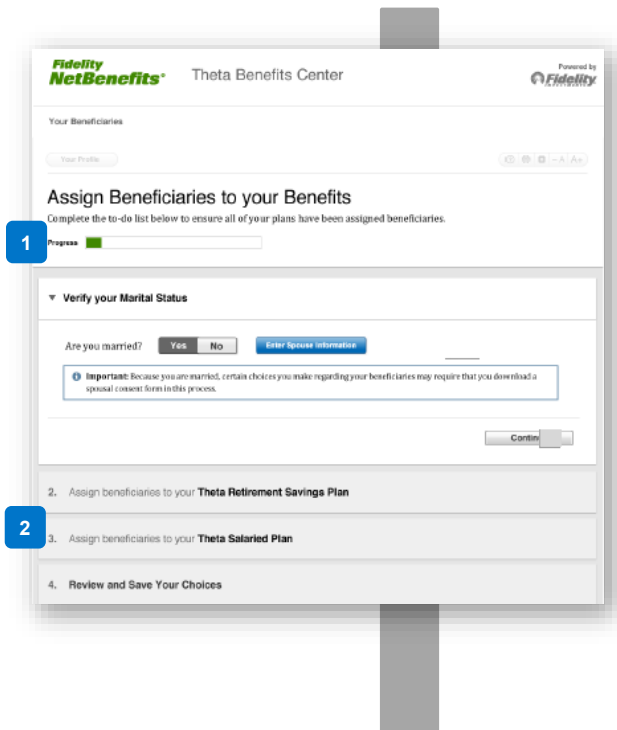 Fidelity
NetBenefits®
Theta Benefits Center
Powered by
Fidelity
INVESTMENTS
Your Beneficiaries
Your Profile
- A A+
Assign Beneficiaries to your Benefits
Complete the to-do list below to ensure all of your plans have been assigned beneficiaries.
1
Progress
▼ Verify your Marital Status
Are you married? Yes No Enter Spouse Information
Important: Because you are married, certain choices you make regarding your beneficiaries may require that you download a
spousal consent form in this process.
Contin
2. Assign beneficiaries to your Theta Retirement Savings Plan
2
3. Assign beneficiaries to your Theta Salaried Plan
4. Review and Save Your Choices